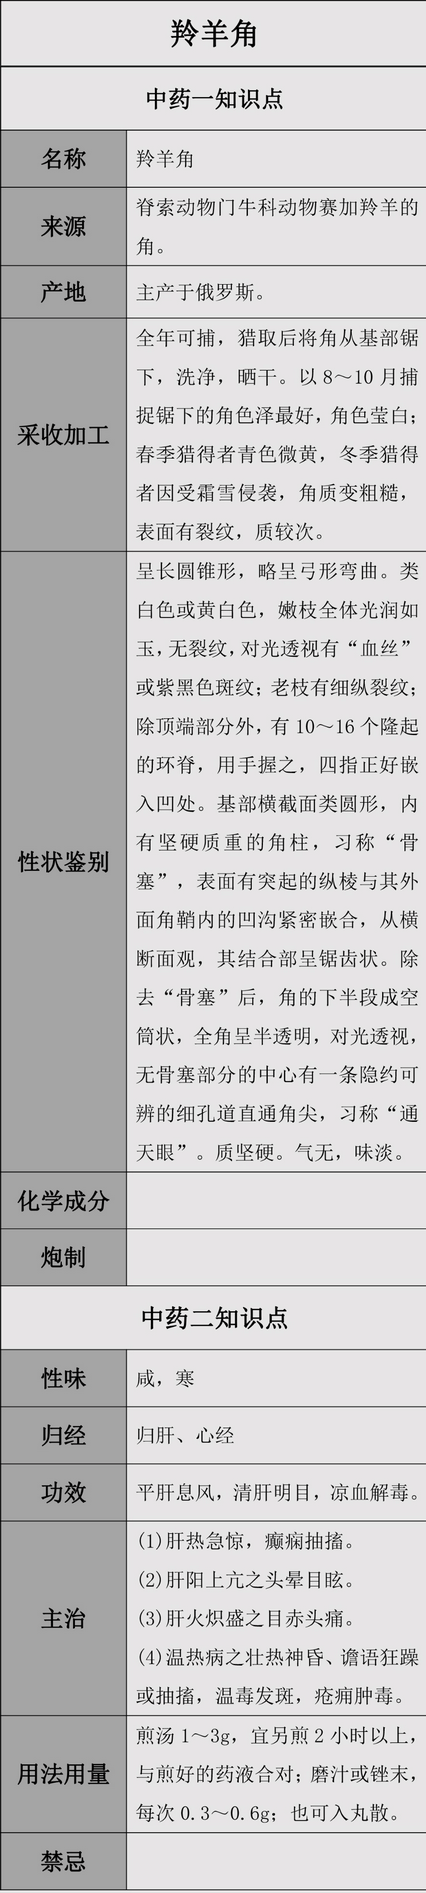 羚羊角
中药一知识点
名称
羚羊角
来源
脊索动物门牛科动物赛加羚羊的
角。
产地
主产于俄罗斯。
采收加工
全年可捕，猎取后将角从基部锯
下，洗净，晒干。以 8～10 月捕
捉锯下的角色泽最好，角色莹白；
春季猎得者青色微黄，冬季猎得
者因受霜雪侵袭，角质变粗糙，
表面有裂纹，质较次。
性状鉴别
呈长圆锥形，略呈弓形弯曲。类
白色或黄白色，嫩枝全体光润如
玉，无裂纹，对光透视有“血丝”
或紫黑色斑纹；老枝有细纵裂纹；
除顶端部分外，有 10～16 个隆起
的环脊，用手握之，四指正好嵌
入凹处。基部横截面类圆形，内
有坚硬质重的角柱，习称“骨
塞”，表面有突起的纵棱与其外
面角鞘内的凹沟紧密嵌合，从横
断面观，其结合部呈锯齿状。除
去“骨塞”后，角的下半段成空
筒状，全角呈半透明，对光透视，
无骨塞部分的中心有一条隐约可
辨的细孔道直通角尖，习称“通
天眼”。质坚硬。气无，味淡。
化学成分
炮制
中药二知识点
性味
咸，寒
归经
归肝、心经
功效
平肝息风，清肝明目，凉血解毒。
主治
(1)肝热急惊，癫痫抽搐。
(2)肝阳上亢之头晕目眩。
(3)肝火炽盛之目赤头痛。
(4)温热病之壮热神昏、谵语狂躁
或抽搐，温毒发斑，疮痈肿毒。
用法用量
煎汤 1～3g，宜另煎 2 小时以上，
与煎好的药液合对；磨汁或锉末，
每次 0.3～0.6g；也可入丸散。
禁忌